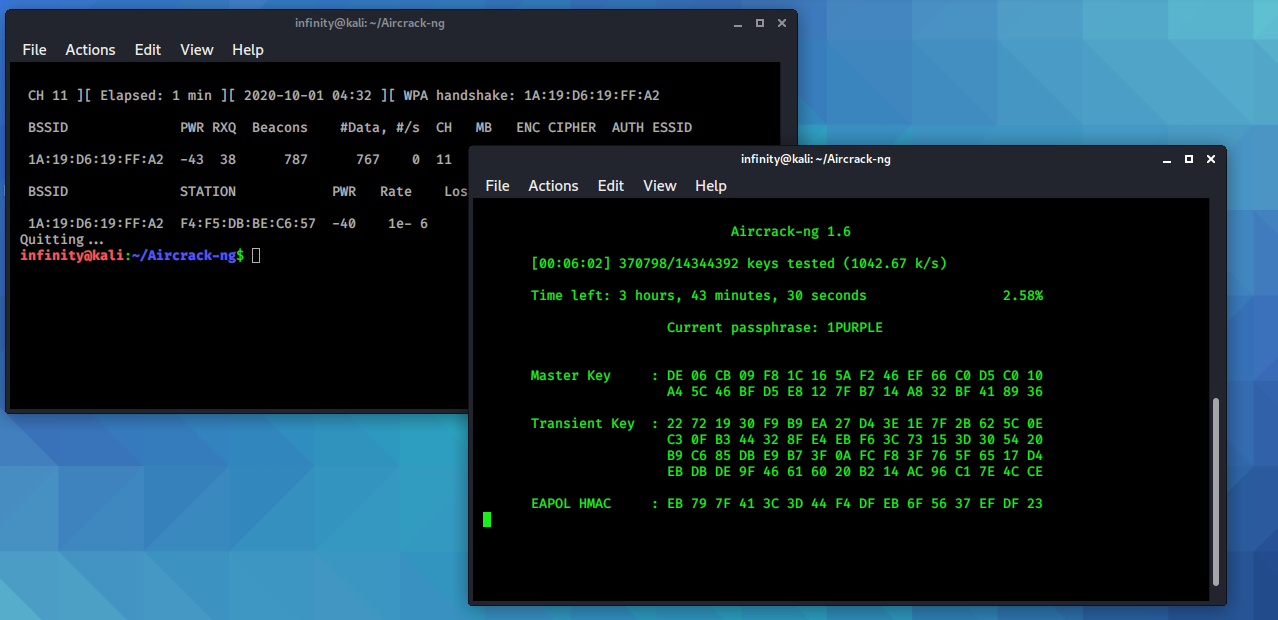 infinity@kali: ~/Aircrack-ng
File Actions Edit View Help
CH 11 ][ Elapsed: 1 min ][ 2020-10-01 04:32 ][ WPA handshake: 1A:19:D6:19:FF:A2
BSSID PWR RXQ Beacons #Data, #/s CH MB ENC CIPHER AUTH ESSID
1A:19:D6:19:FF:A2 -43 38 787 767 0 11
BSSID STATION PWR Rate Los
1A:19:D6:19:FF:A2 F4:F5:DB:BE:C6:57 -40 1e- 6
Quitting...
infinity@kali:~/Aircrack-ng$
infinity@kali: ~/Aircrack-ng
File Actions Edit View Help
Aircrack-ng 1.6
[00:06:02] 370798/14344392 keys tested (1042.67 k/s)
Time left: 3 hours, 43 minutes, 30 seconds 2.58%
Current passphrase: 1PURPLE
Master Key : DE 06 CB 09 F8 1C 16 5A F2 46 EF 66 C0 D5 C0 10
A4 5C 46 BF D5 E8 12 7F B7 14 A8 32 BF 41 89 36
Transient Key : 22 72 19 30 F9 B9 EA 27 D4 3E 1E 7F 2B 62 5C 0E
C3 0F B3 44 32 8F E4 EB F6 3C 73 15 3D 30 54 20
B9 C6 85 DB E9 B7 3F 0A FC F8 3F 76 5F 65 17 D4
EB DB DE 9F 46 61 60 20 B2 14 AC 96 C1 7E 4C CE
EAPOL HMAC : EB 79 7F 41 3C 3D 44 F4 DF EB 6F 56 37 EF DF 23